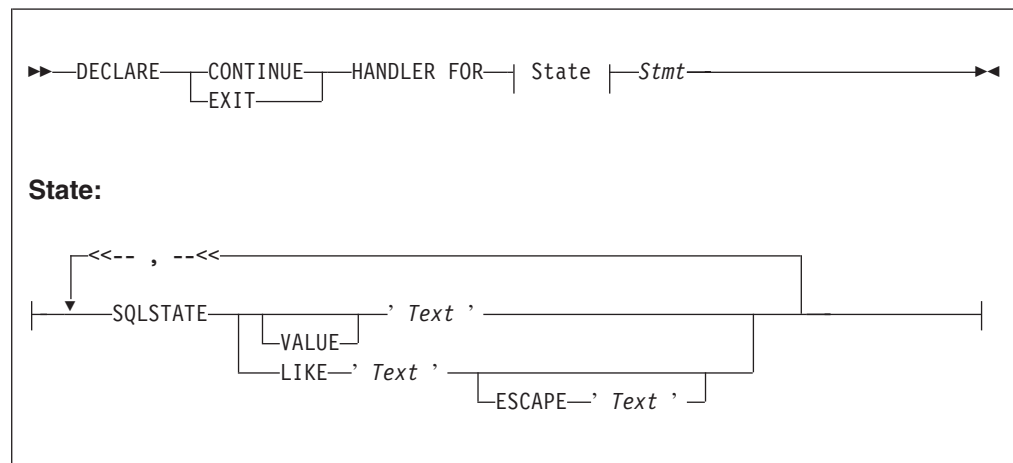 DECLARE CONTINUE HANDLER FOR State Stmt
EXIT
State:
<<-- , --<<
SQLSTATE ' Text '
VALUE
LIKE ' Text '
ESCAPE ' Text '